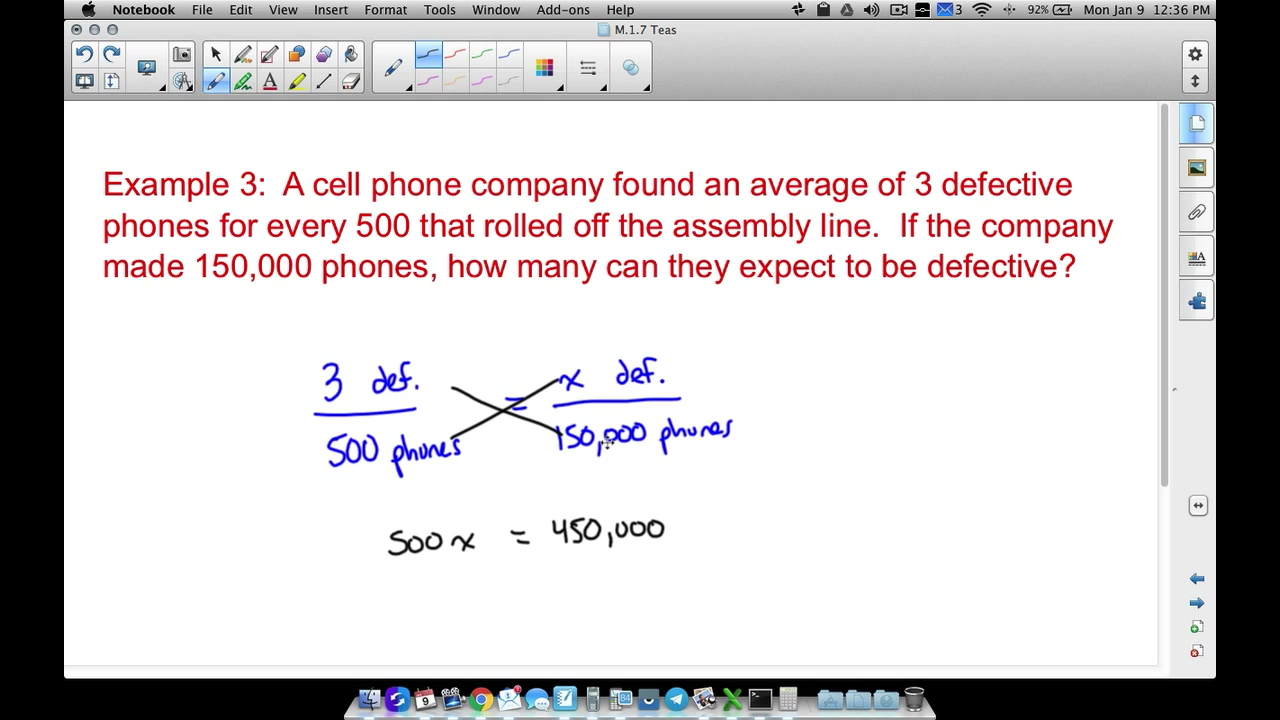 Notebook File Edit View Insert Format Tools Window Add-ons Help 3 92% Mon Jan 9 12:36 PM
M.1.7 Teas
Example 3: A cell phone company found an average of 3 defective
phones for every 500 that rolled off the assembly line. If the company
made 150,000 phones, how many can they expect to be defective?
3 def. = x def.
500 phones 150,000 phones
500x = 450,000